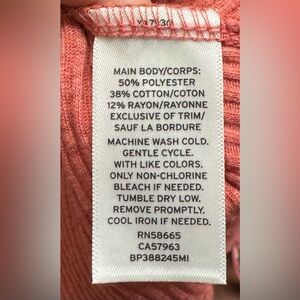 MAIN BODY/CORPS:
50% POLYESTER
38% COTTON/COTON
12% RAYON/RAYONNE
EXCLUSIVE OF TRIM/
SAUF LA BORDURE
MACHINE WASH COLD.
GENTLE CYCLE.
WITH LIKE COLORS.
ONLY NON-CHLORINE
BLEACH IF NEEDED.
TUMBLE DRY LOW.
REMOVE PROMPTLY.
COOL IRON IF NEEDED.
RN58665
CA57963
BP388245MI